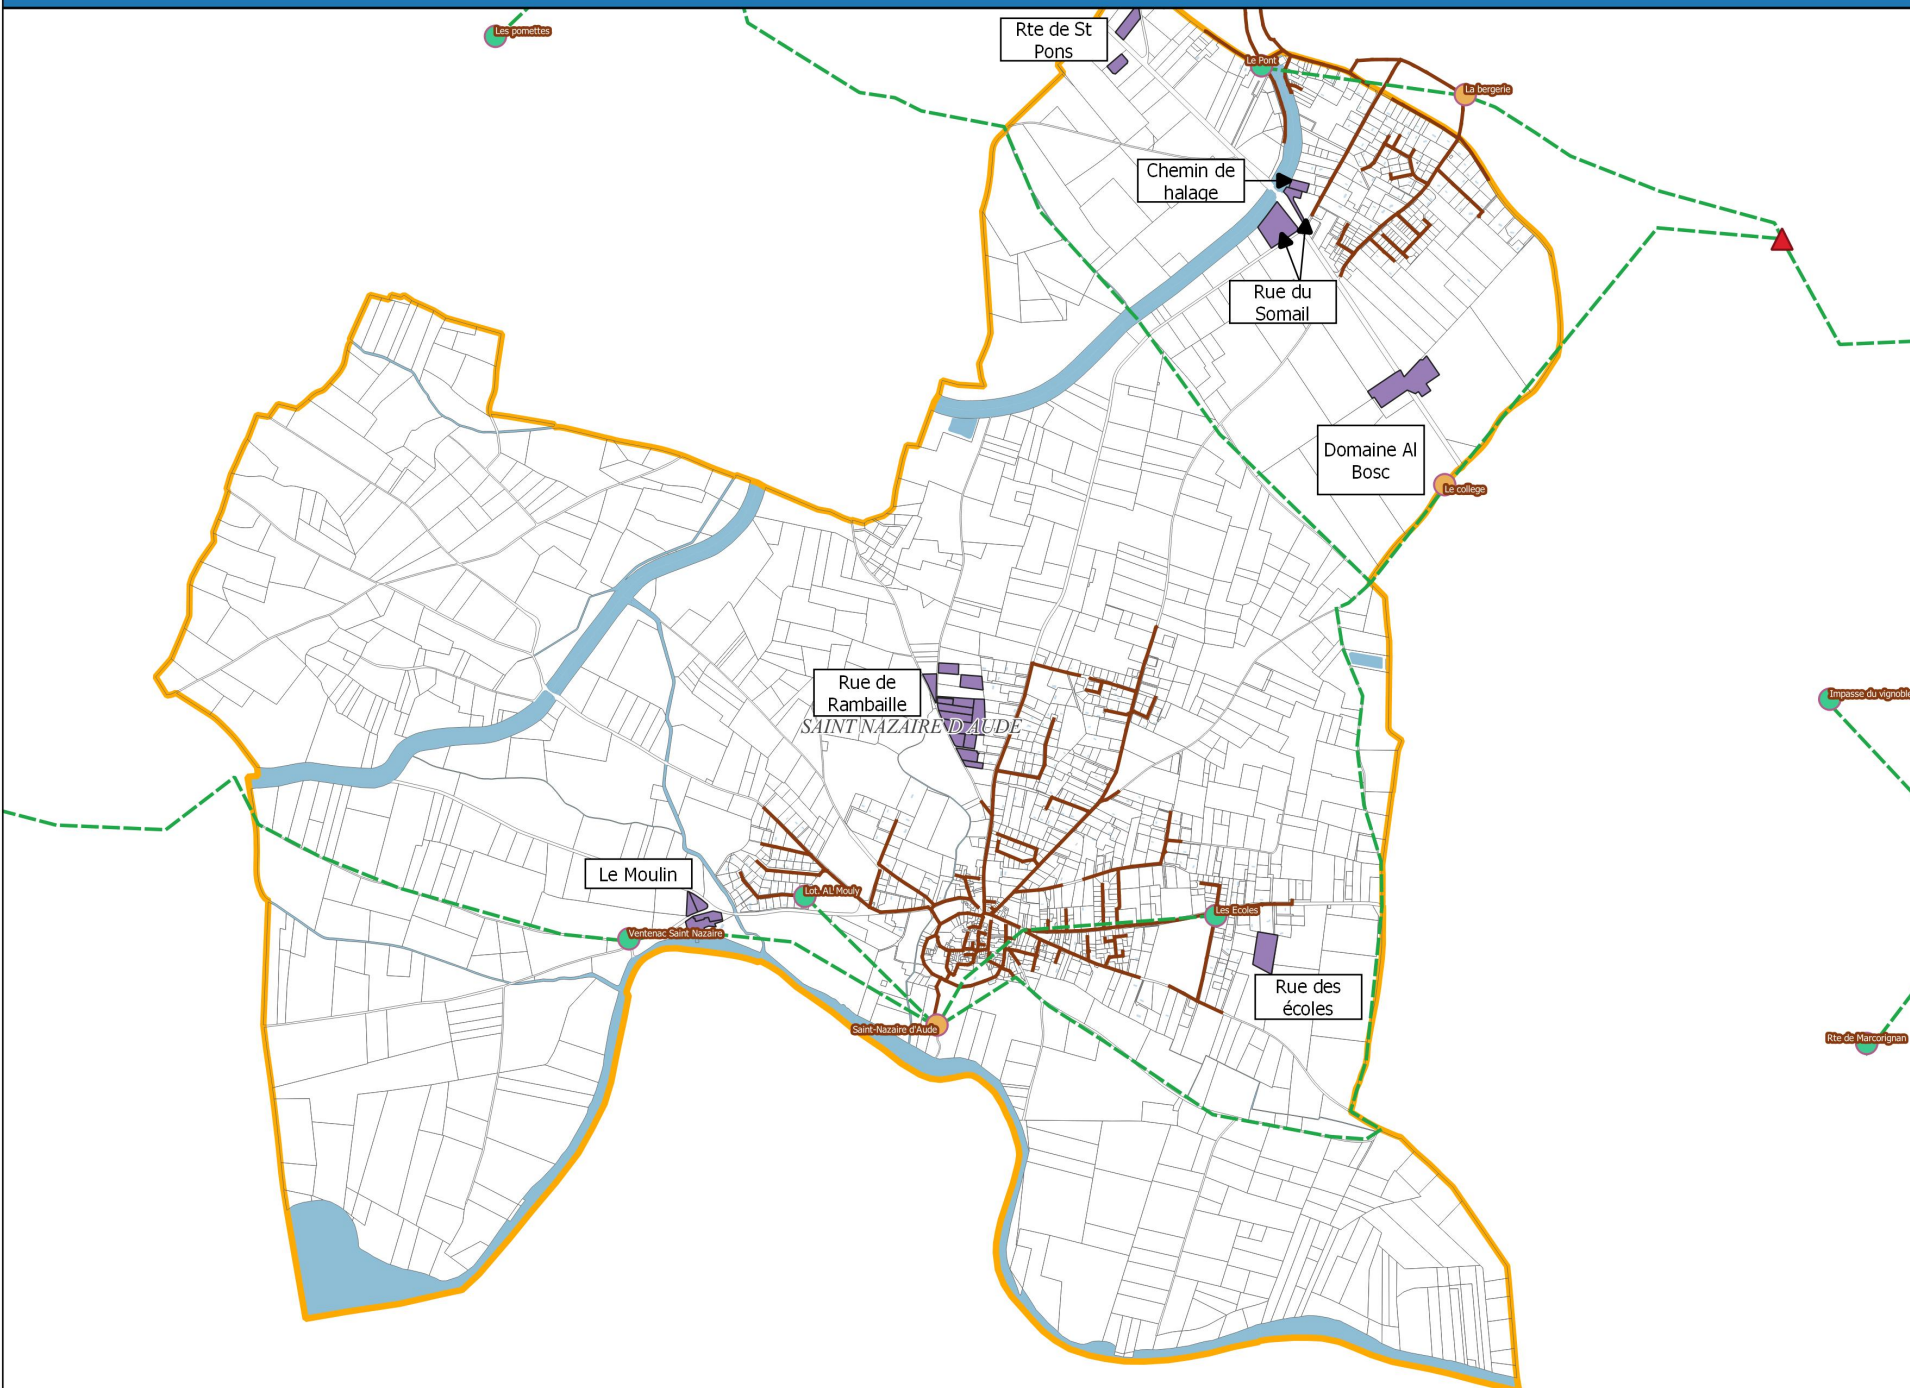 Les pomettes
Rte de St
Pons
Le Pont
La bergerie
Chemin de
halage
Rue du
Somail
Domaine Al
Bosc
Le college
Rue de
Rambaille
SAINT NAZAIRE D AUDE
Impasse du vignoble
Le Moulin
Lot. AL Mouly
Les Ecoles
Ventenac Saint Nazaire
Rue des
écoles
Saint-Nazaire d'Aude
Rte de Marcorignan